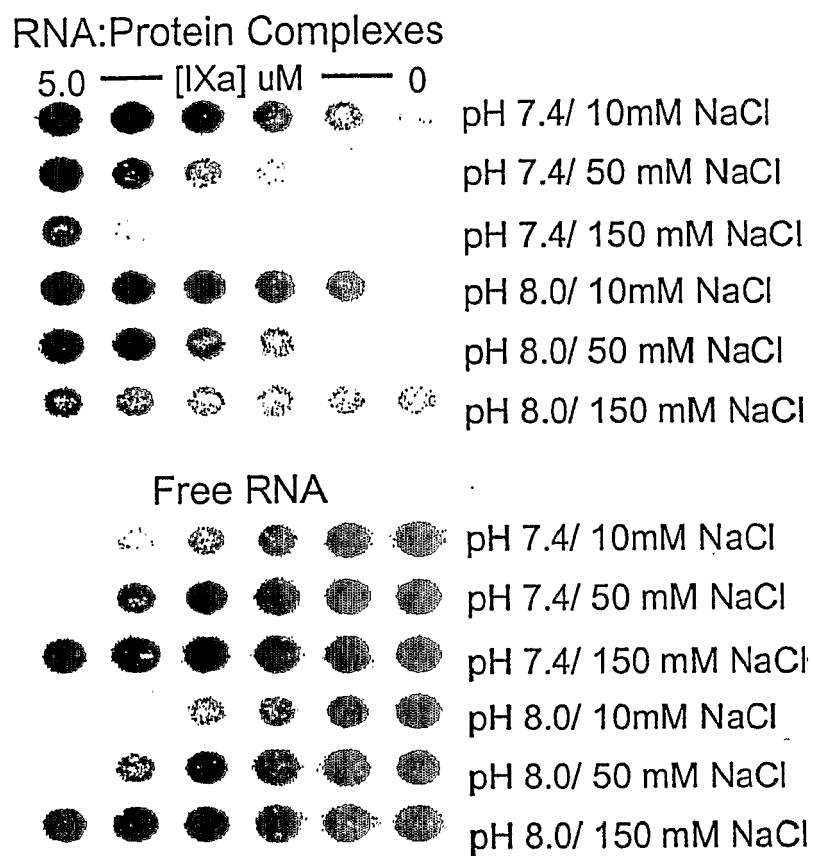 RNA:Protein Complexes
5.0 — [IXa] uM — 0
pH 7.4/ 10mM NaCl
pH 7.4/ 50 mM NaCl
pH 7.4/ 150 mM NaCl
pH 8.0/ 10mM NaCl
pH 8.0/ 50 mM NaCl
pH 8.0/ 150 mM NaCl
Free RNA
pH 7.4/ 10mM NaCl
pH 7.4/ 50 mM NaCl
pH 7.4/ 150 mM NaCl
pH 8.0/ 10mM NaCl
pH 8.0/ 50 mM NaCl
pH 8.0/ 150 mM NaCl